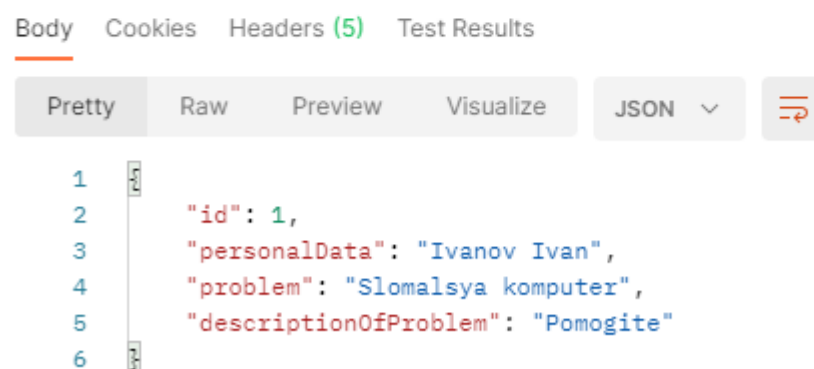 Body Cookies Headers (5) Test Results
Pretty Raw Preview Visualize JSON
1 {
2 "id": 1,
3 "personalData": "Ivanov Ivan",
4 "problem": "Slomalsya komputer",
5 "descriptionOfProblem": "Pomogite"
6 }